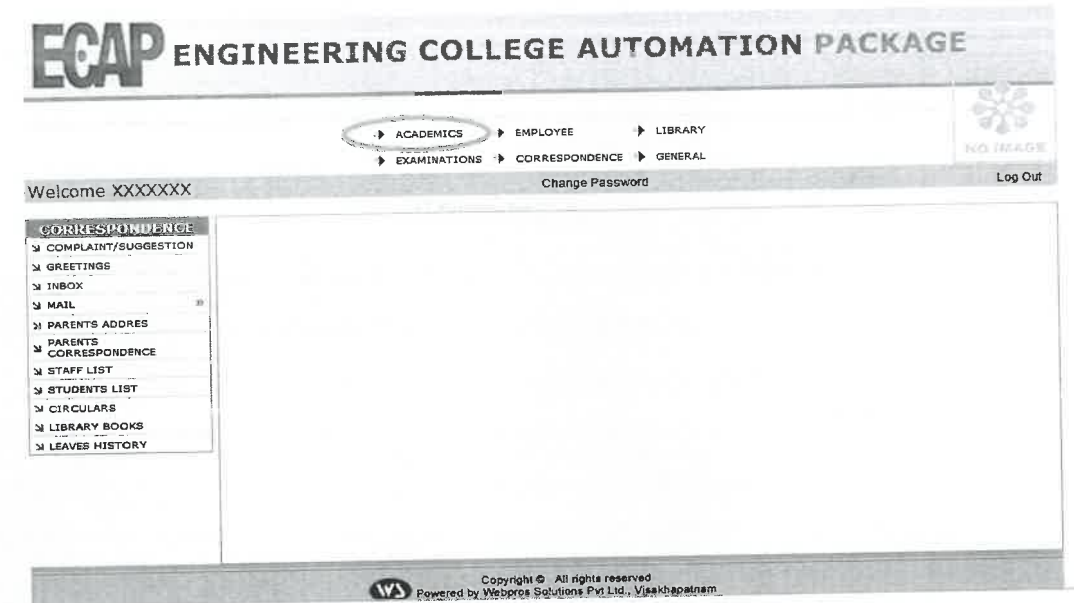 ECAP ENGINEERING COLLEGE AUTOMATION PACKAGE
ACADEMICS EMPLOYEE LIBRARY
EXAMINATIONS CORRESPONDENCE GENERAL
NO IMAGE
Welcome XXXXXXX Change Password Log Out
CORRESPONDENCE
COMPLAINT/SUGGESTION
GREETINGS
INBOX
MAIL »
PARENTS ADDRES
PARENTS
CORRESPONDENCE
STAFF LIST
STUDENTS LIST
CIRCULARS
LIBRARY BOOKS
LEAVES HISTORY
Copyright © All rights reserved
WS Powered by Webpros Solutions Pvt Ltd., Visakhapatnam